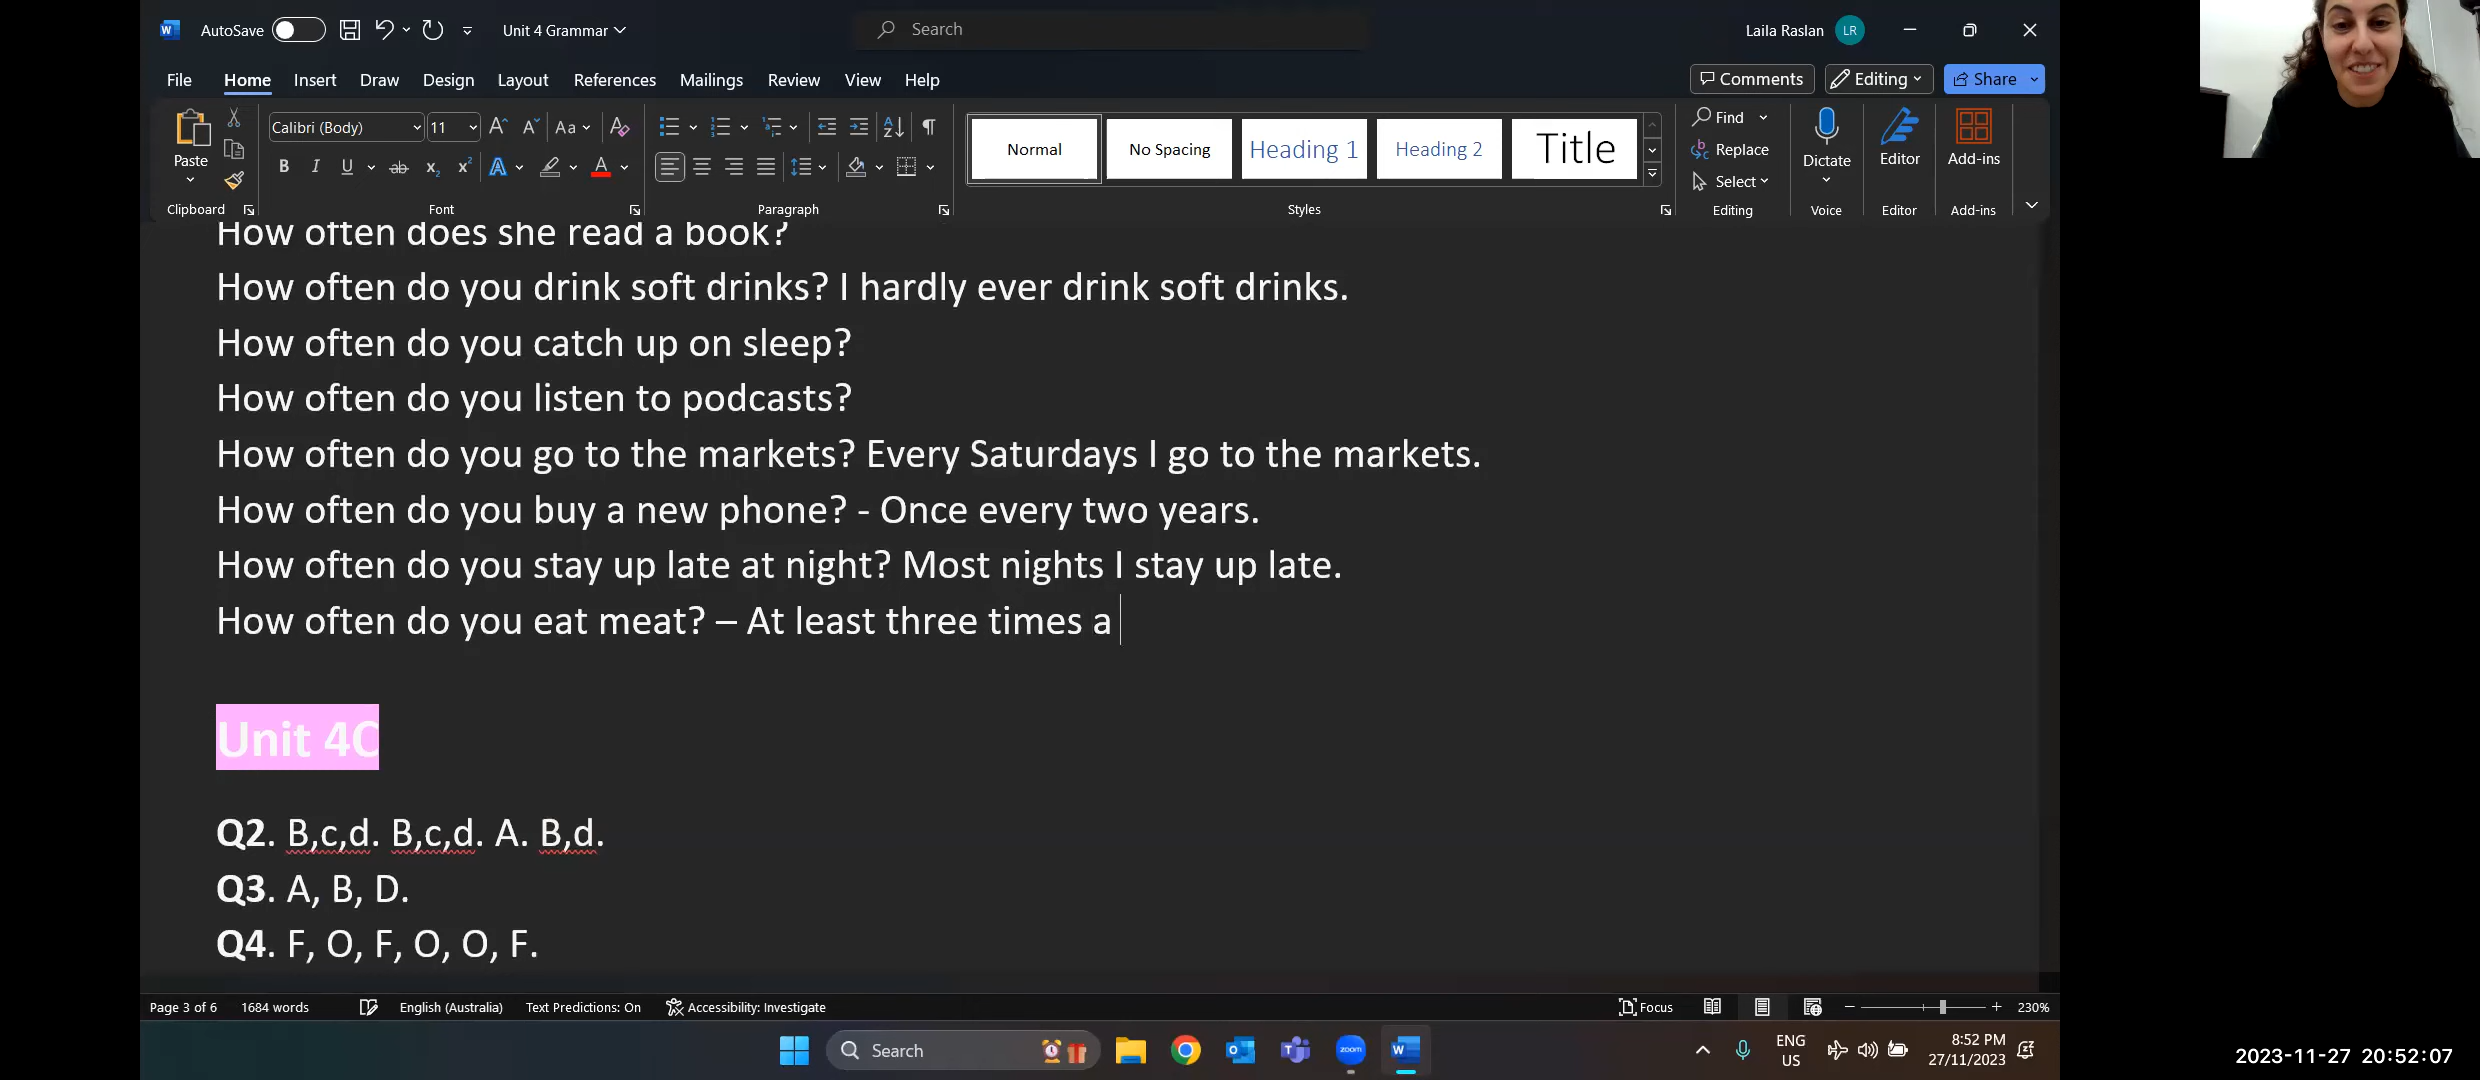 AutoSave
Unit 4 Grammar
Search
Laila Raslan
LR
File Home Insert Draw Design Layout References Mailings Review View Help
Comments
Editing
Share
Paste
Calibri (Body)
11
Normal
No Spacing
Heading 1
Heading 2
Title
Find
Replace
Select
Dictate
Editor
Add-ins
Clipboard
Font
Paragraph
Styles
Editing
Voice
Editor
Add-ins
How often does she read a book?
How often do you drink soft drinks? I hardly ever drink soft drinks.
How often do you catch up on sleep?
How often do you listen to podcasts?
How often do you go to the markets? Every Saturdays I go to the markets.
How often do you buy a new phone? - Once every two years.
How often do you stay up late at night? Most nights I stay up late.
How often do you eat meat? – At least three times a
Unit 4C
Q2. B,c,d. B,c,d. A. B,d.
Q3. A, B, D.
Q4. F, O, F, O, O, F.
Page 3 of 6
1684 words
English (Australia)
Text Predictions: On
Accessibility: Investigate
Focus
230%
Search
zoom
ENG
US
8:52 PM
27/11/2023
2023-11-27 20:52:07